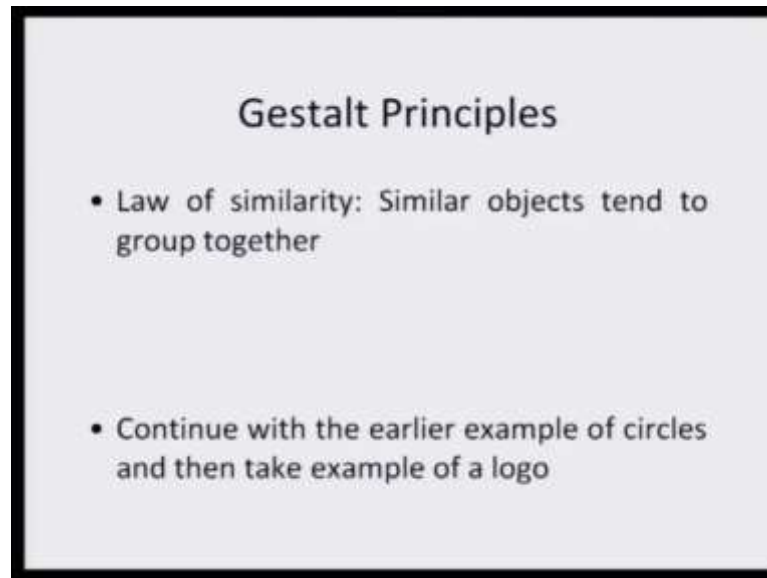 Gestalt Principles
• Law of similarity: Similar objects tend to
group together
• Continue with the earlier example of circles
and then take example of a logo